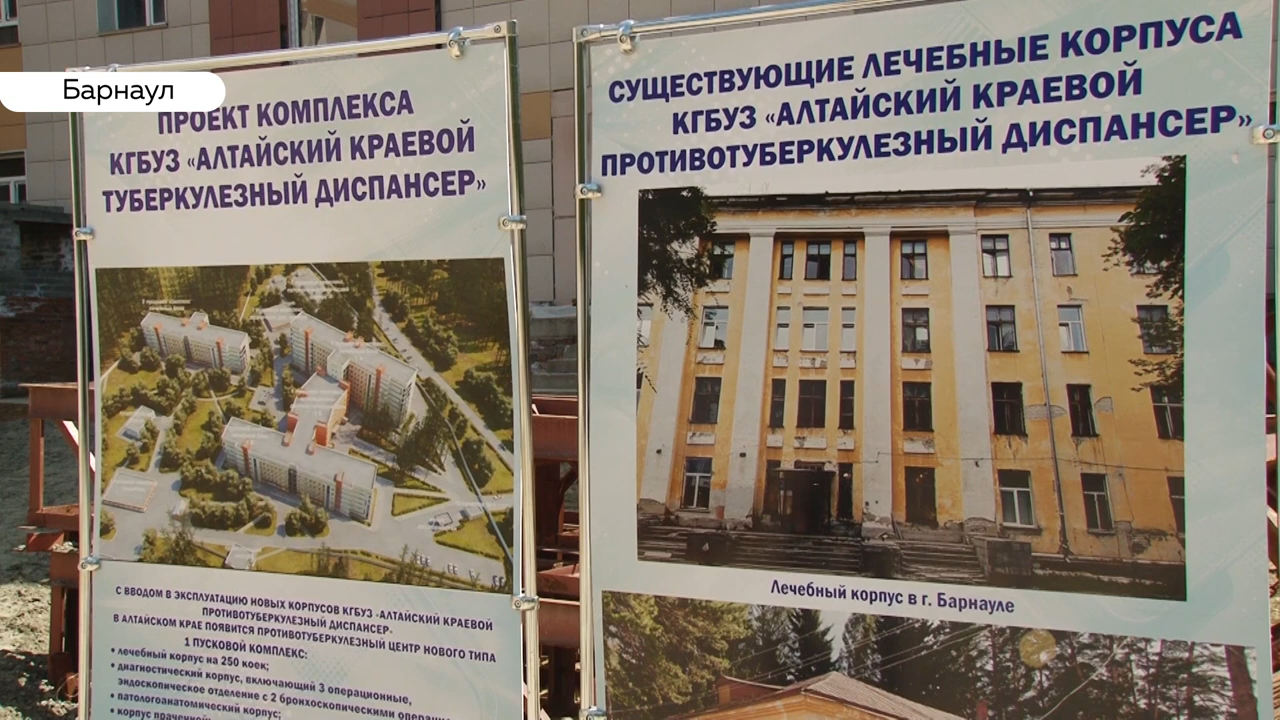 Барнаул
ПРОЕКТ КОМПЛЕКСА
КГБУЗ «АЛТАЙСКИЙ КРАЕВОЙ
ТУБЕРКУЛЕЗНЫЙ ДИСПАНСЕР»
С ВВОДОМ В ЭКСПЛУАТАЦИЮ НОВЫХ КОРПУСОВ КГБУЗ «АЛТАЙСКИЙ КРАЕВОЙ
ПРОТИВОТУБЕРКУЛЕЗНЫЙ ДИСПАНСЕР»
В АЛТАЙСКОМ КРАЕ ПОЯВИТСЯ ПРОТИВОТУБЕРКУЛЕЗНЫЙ ЦЕНТР НОВОГО ТИПА
1 ПУСКОВОЙ КОМПЛЕКС:
• лечебный корпус на 250 коек;
• диагностический корпус, включающий 3 операционные,
эндоскопическое отделение с 2 бронхоскопическими
• патологоанатомический корпус;
• корпус
СУЩЕСТВУЮЩИЕ ЛЕЧЕБНЫЕ КОРПУСА
КГБУЗ «АЛТАЙСКИЙ КРАЕВОЙ
ПРОТИВОТУБЕРКУЛЕЗНЫЙ ДИСПАНСЕР»
Лечебный корпус в г. Барнауле